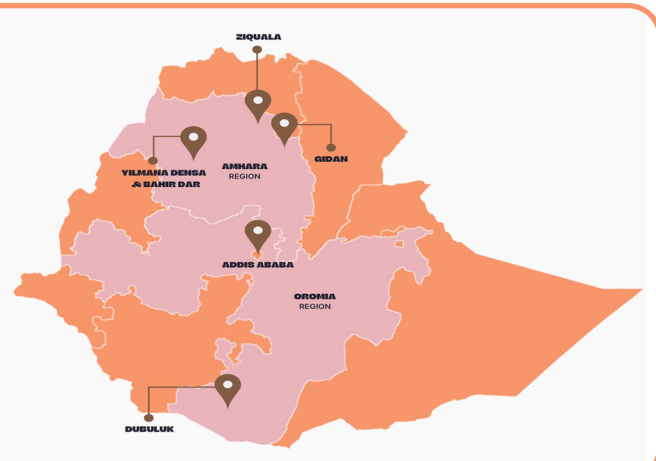 ZIQUALA
GIDAN
AMHARA
REGION
YILMANA DENSA
& BAHIR DAR
ADDIS ABABA
OROMIA
REGION
DUBULUK